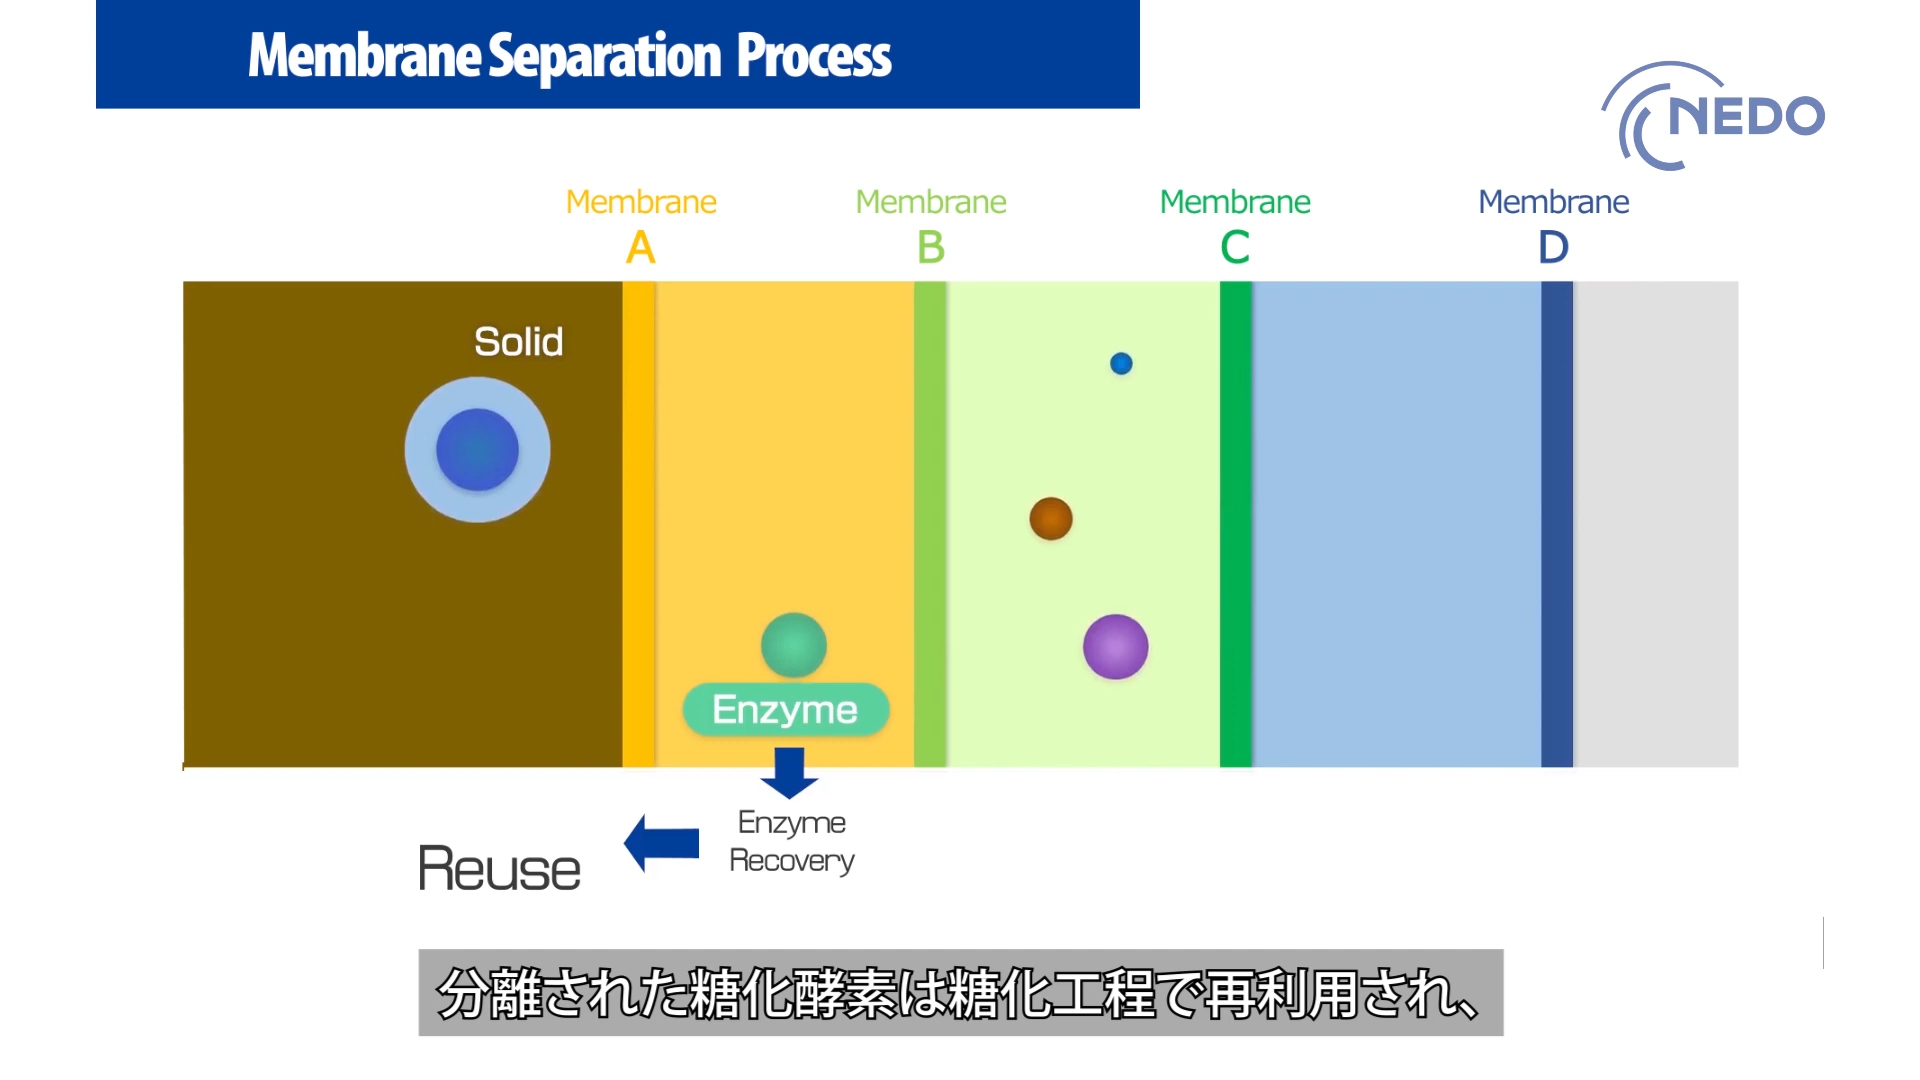 Membrane Separation Process
NEDO
Membrane
A
Membrane
B
Membrane
C
Membrane
D
Solid
Enzyme
Enzyme
Recovery
Reuse
分離された糖化酵素は糖化工程で再利用され、